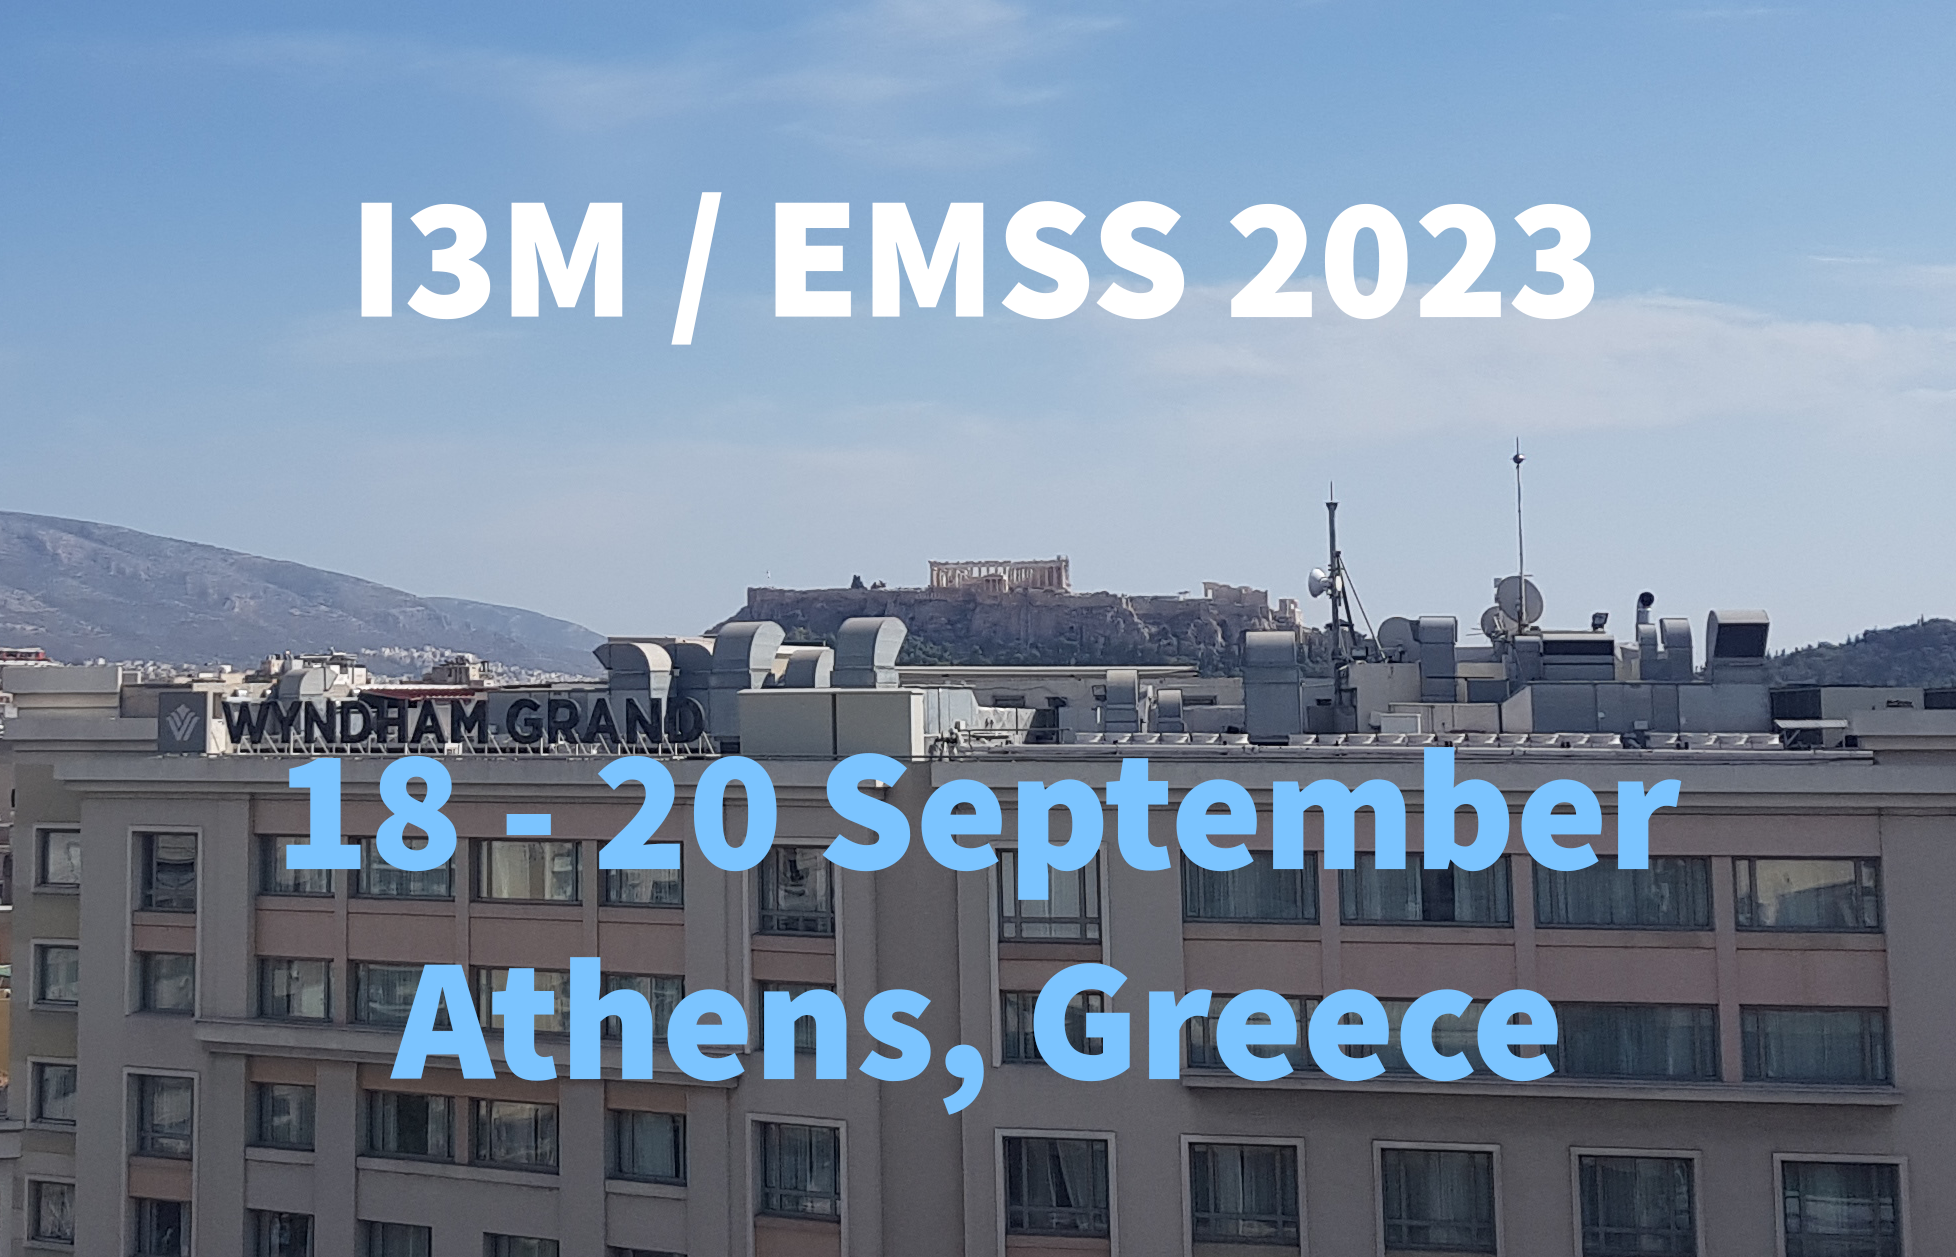 I3M / EMSS 2023
WYNDHAM GRAND
18 - 20 September
Athens, Greece